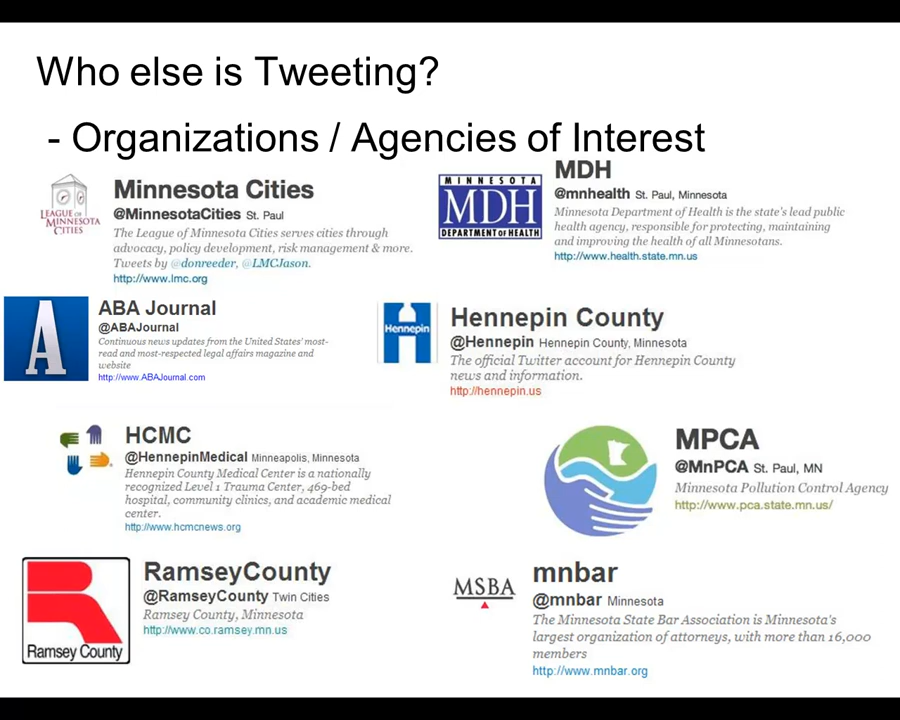 Who else is Tweeting?
- Organizations / Agencies of Interest
LEAGUE OF
MINNESOTA
CITIES
Minnesota Cities
@MinnesotaCities St. Paul
The League of Minnesota Cities serves cities through
advocacy, policy development, risk management & more.
Tweets by @donreeder, @LMCJason.
http://www.lmc.org
MINNESOTA
MDH
DEPARTMENT OF HEALTH
MDH
@mnhealth St. Paul, Minnesota
Minnesota Department of Health is the state's lead public
health agency, responsible for protecting, maintaining
and improving the health of all Minnesotans.
http://www.health.state.mn.us
A
ABA Journal
@ABAJournal
Continuous news updates from the United States' most-
read and most-respected legal affairs magazine and
website
http://www.ABAJournal.com
Hennepin
Hennepin County
@Hennepin Hennepin County, Minnesota
The official Twitter account for Hennepin County
news and information.
http://hennepin.us
HCMC
@HennepinMedical Minneapolis, Minnesota
Hennepin County Medical Center is a nationally
recognized Level 1 Trauma Center, 469-bed
hospital, community clinics, and academic medical
center.
http://www.hcmcnews.org
MPCA
@MnPCA St. Paul, MN
Minnesota Pollution Control Agency
http://www.pca.state.mn.us/
Ramsey County
RamseyCounty
@RamseyCounty Twin Cities
Ramsey County, Minnesota
http://www.co.ramsey.mn.us
MSBA
mnbar
@mnbar Minnesota
The Minnesota State Bar Association is Minnesota's
largest organization of attorneys, with more than 16,000
members
http://www.mnbar.org